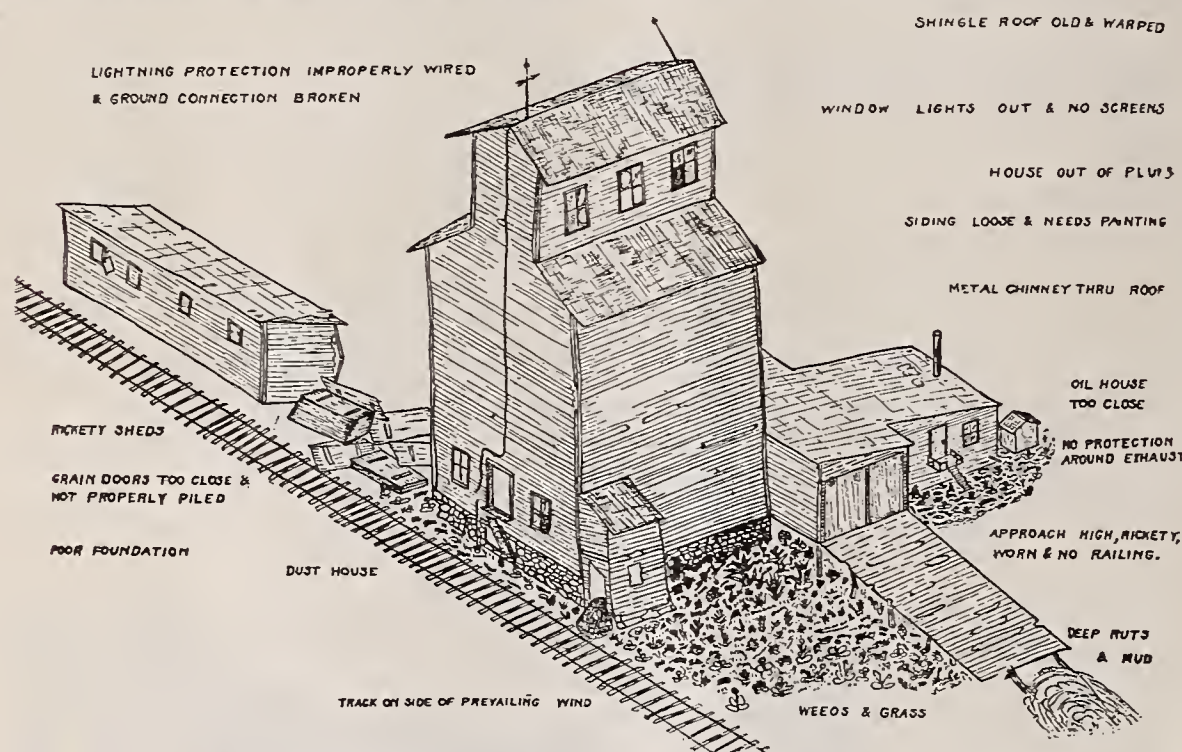 SHINGLE ROOF OLD & WARPED
LIGHTNING PROTECTION IMPROPERLY WIRED
& GROUND CONNECTION BROKEN
WINDOW LIGHTS OUT & NO SCREENS
HOUSE OUT OF PLUMB
SIDING LOOSE & NEEDS PAINTING
METAL CHIMNEY THRU ROOF
OIL HOUSE
TOO CLOSE
NO PROTECTION
AROUND EXHAUST
RICKETY SHEDS
GRAIN DOORS TOO CLOSE &
NOT PROPERLY PILED
POOR FOUNDATION
DUST HOUSE
APPROACH HIGH, RICKETY,
WORN & NO RAILING.
DEEP RUTS
& MUD
TRACK ON SIDE OF PREVAILING WIND
WEEDS & GRASS